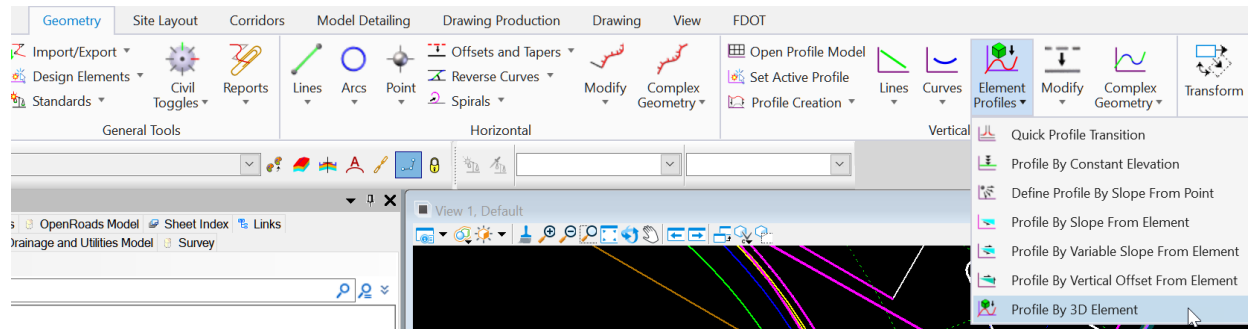 Geometry Site Layout Corridors Model Detailing Drawing Production Drawing View FDOT
Import/Export
Design Elements
Standards
Civil Toggles
Reports
General Tools
Lines
Arcs
Point
Offsets and Tapers
Reverse Curves
Spirals
Modify
Complex Geometry
Horizontal
Open Profile Model
Set Active Profile
Profile Creation
Lines
Curves
Element Profiles
Modify
Complex Geometry
Vertical
Transform
Quick Profile Transition
Profile By Constant Elevation
Define Profile By Slope From Point
Profile By Slope From Element
Profile By Variable Slope From Element
Profile By Vertical Offset From Element
Profile By 3D Element
View 1, Default
OpenRoads Model Sheet Index Links
Drainage and Utilities Model Survey